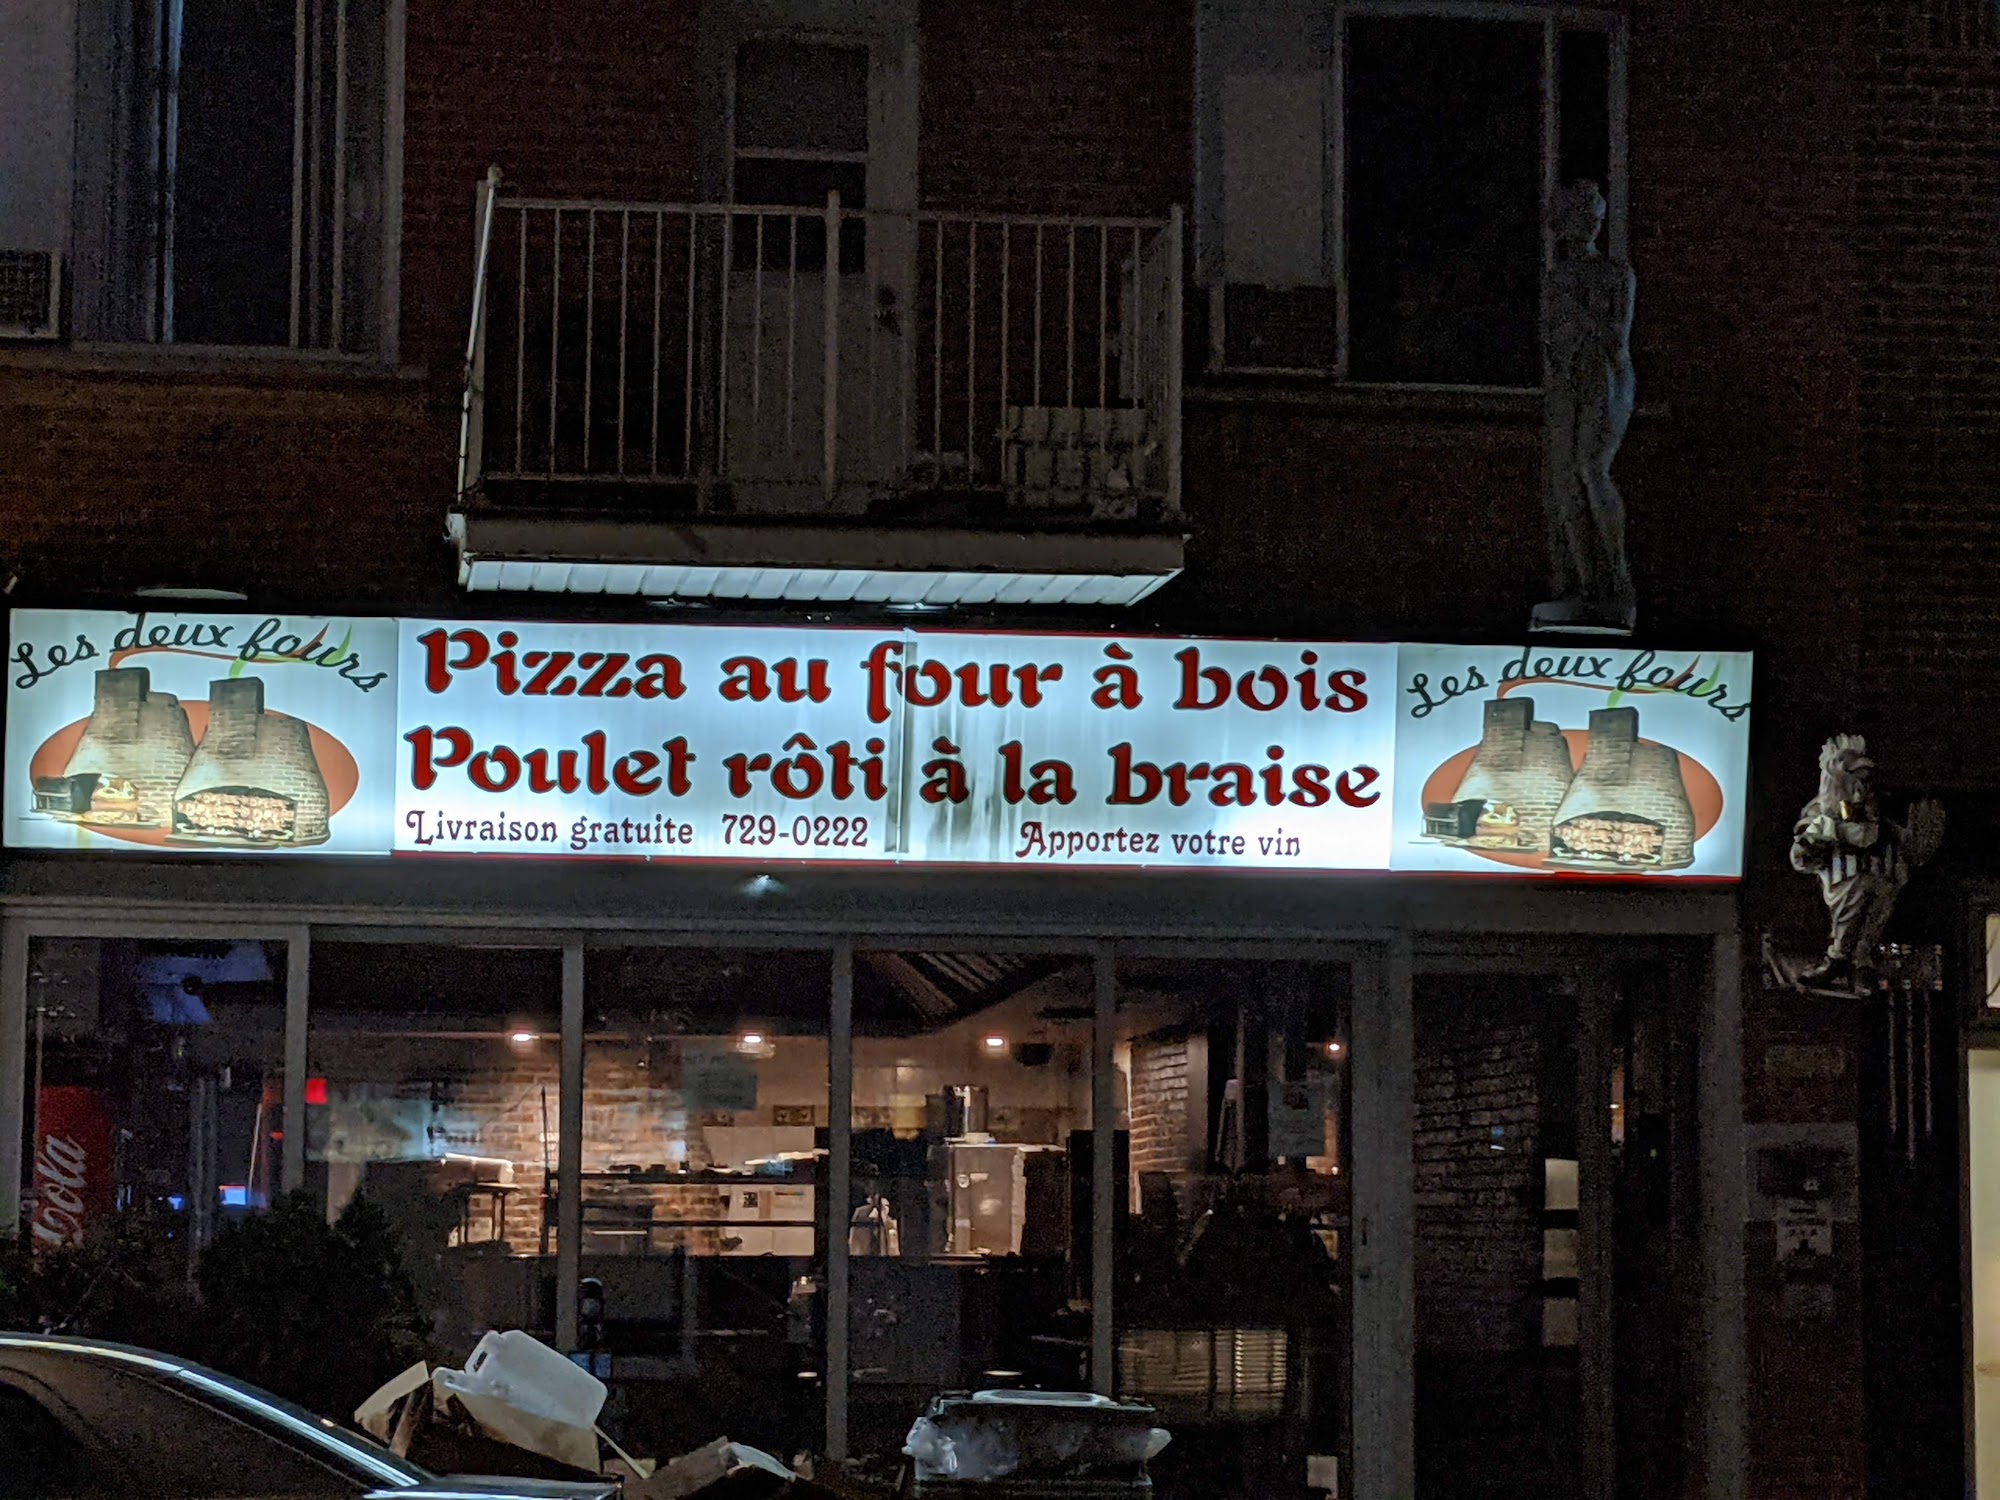 Les deux fours
Pizza au four à bois
Poulet rôti à la braise
Livraison gratuite 729-0222
Apportez votre vin
Les deux fours
Cola